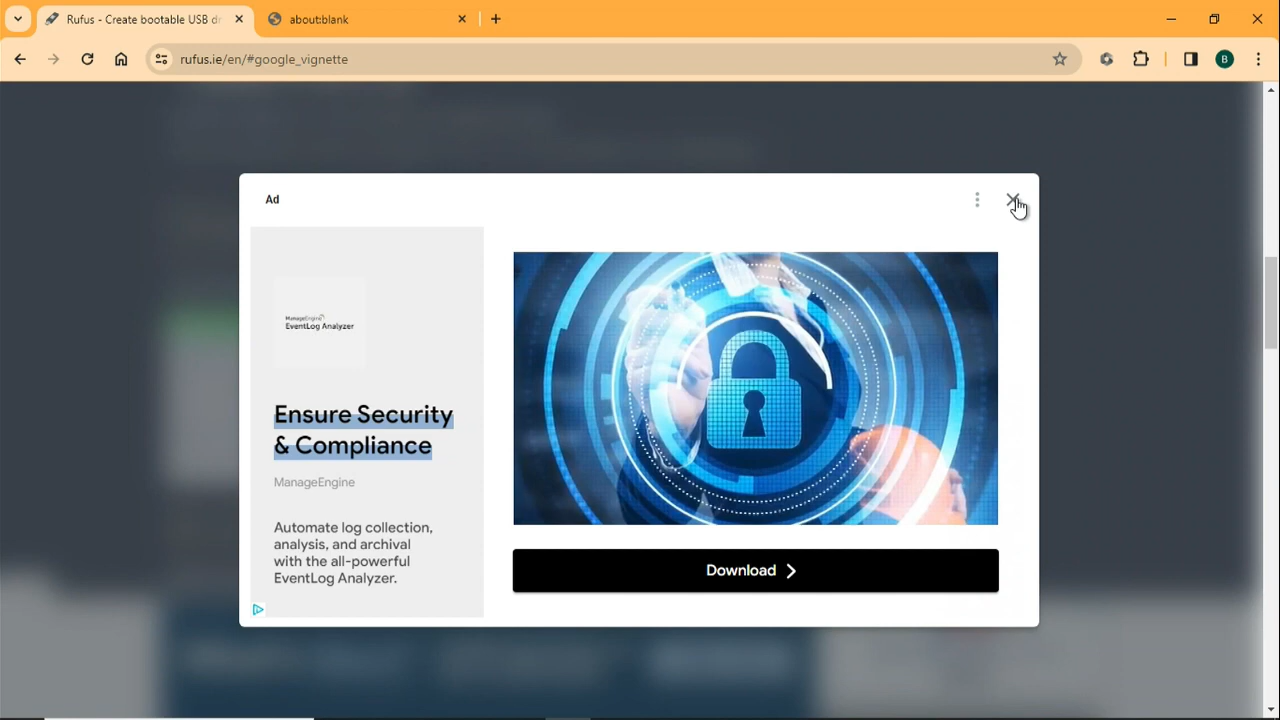 Rufus - Create bootable USB dr
about:blank
rufus.ie/en/#google_vignette
B
Ad
ManageEngine
EventLog Analyzer
Ensure Security
& Compliance
ManageEngine
Automate log collection,
analysis, and archival
with the all-powerful
EventLog Analyzer.
Download